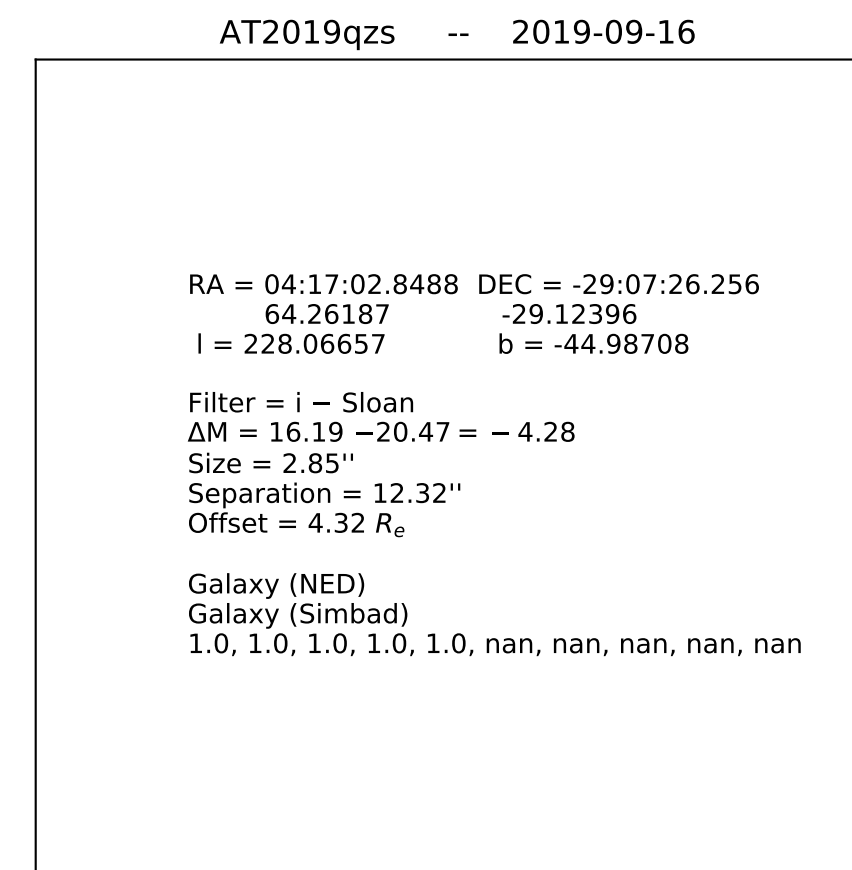 AT2019qzs -- 2019-09-16
RA = 04:17:02.8488 DEC = -29:07:26.256
64.26187 -29.12396
l = 228.06657 b = -44.98708
Filter = i − Sloan
ΔM = 16.19 −20.47 = − 4.28
Size = 2.85''
Separation = 12.32''
Offset = 4.32 Re
Galaxy (NED)
Galaxy (Simbad)
1.0, 1.0, 1.0, 1.0, 1.0, nan, nan, nan, nan, nan